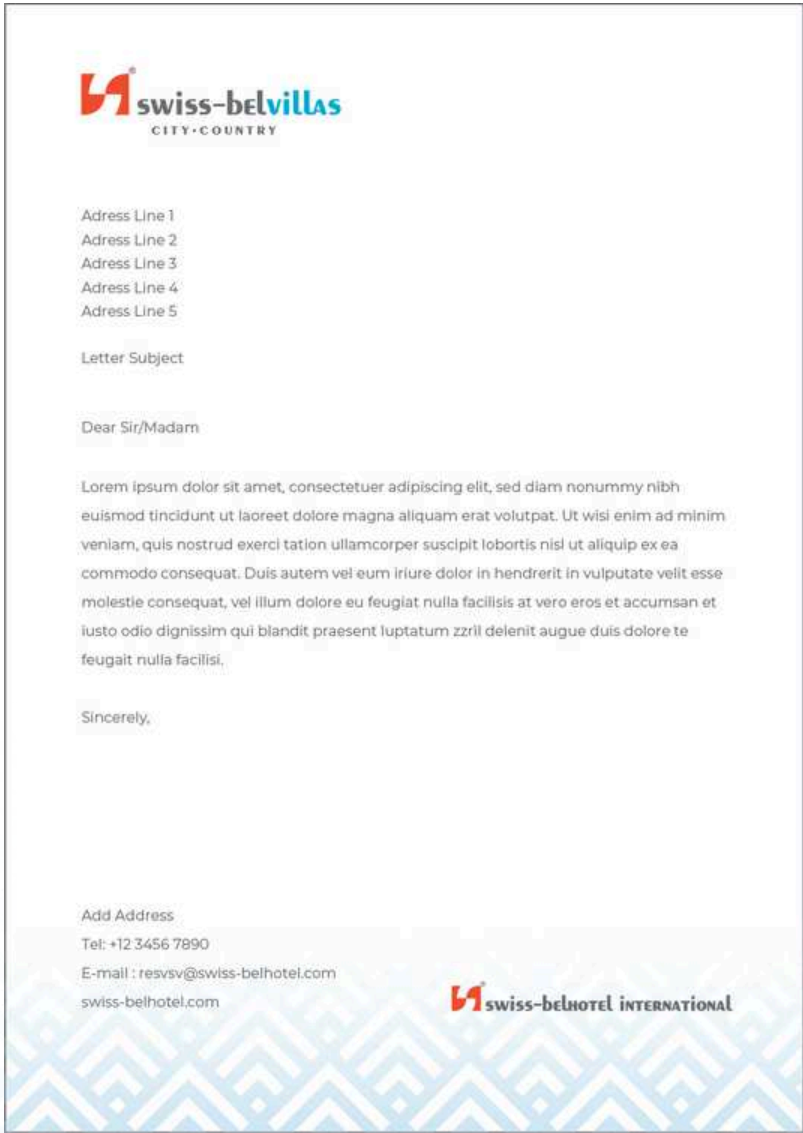 swiss-belvillas
CITY•COUNTRY
Adress Line 1
Adress Line 2
Adress Line 3
Adress Line 4
Adress Line 5
Letter Subject
Dear Sir/Madam
Lorem ipsum dolor sit amet, consectetuer adipiscing elit, sed diam nonummy nibh
euismod tincidunt ut laoreet dolore magna aliquam erat volutpat. Ut wisi enim ad minim
veniam, quis nostrud exerci tation ullamcorper suscipit lobortis nisl ut aliquip ex ea
commodo consequat. Duis autem vel eum iriure dolor in hendrerit in vulputate velit esse
molestie consequat, vel illum dolore eu feugiat nulla facilisis at vero eros et accumsan et
iusto odio dignissim qui blandit praesent luptatum zzril delenit augue duis dolore te
feugait nulla facilisi.
Sincerely,
Add Address
Tel: +12 3456 7890
E-mail : resvsv@swiss-belhotel.com
swiss-belhotel.com
swiss-belhotel international